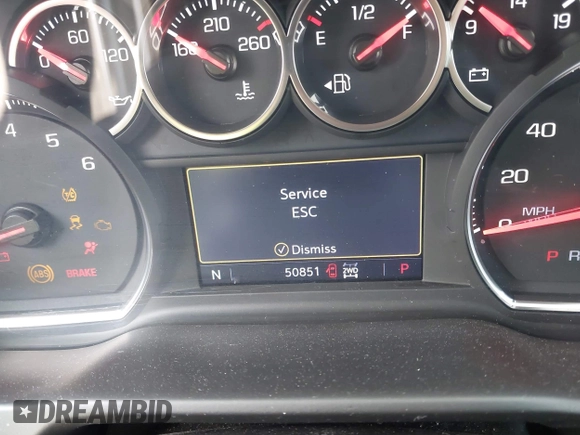 0 60 120
160 210 260
E 1/2 F
9 14 19
4 5 6
ABS BRAKE
Service
ESC
Dismiss
N 50851 2WD P
40
20
0 MPH
P R
DREAMBID